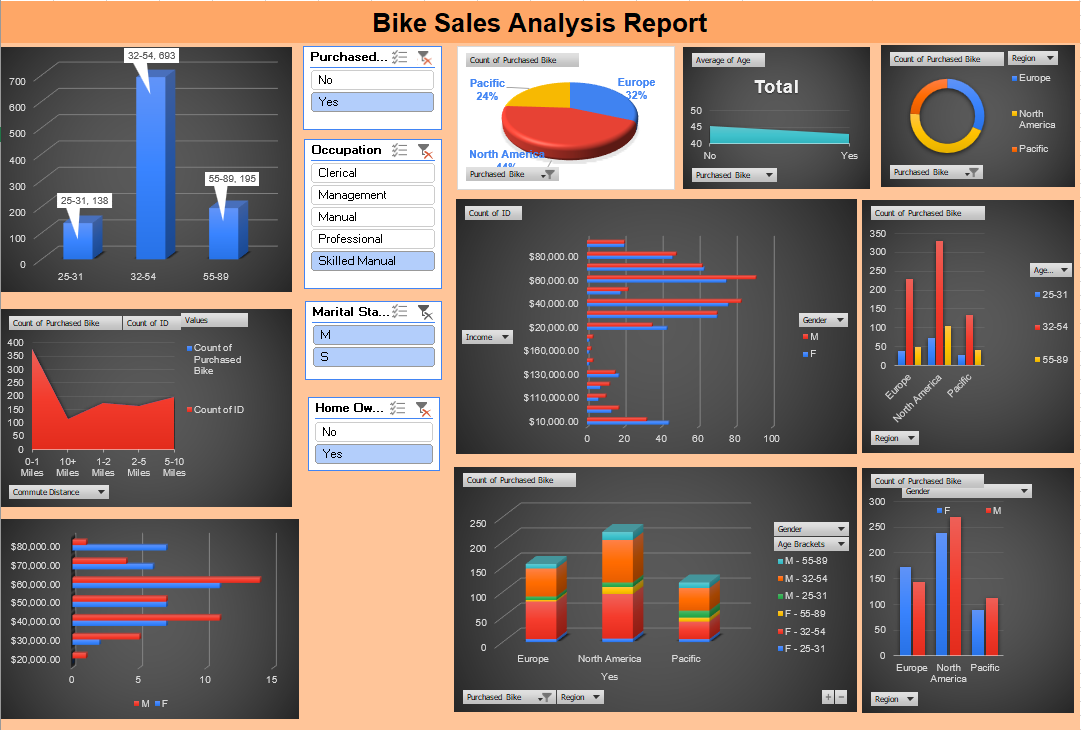 Bike Sales Analysis Report
32-54, 693
25-31, 138
55-89, 195
700
600
500
400
300
200
100
0
25-31
32-54
55-89
Purchased...
No
Yes
Occupation
Clerical
Management
Manual
Professional
Skilled Manual
Marital Sta...
M
S
Home Ow...
No
Yes
Count of Purchased Bike
Pacific
24%
Europe
32%
North America
44%
Purchased Bike
Average of Age
Total
50
45
40
No
Yes
Purchased Bike
Count of Purchased Bike
Region
Europe
North
America
Pacific
Purchased Bike
Count of Purchased Bike
Count of ID
Values
400
350
300
250
200
150
100
50
0
0-1
Miles
10+
Miles
1-2
Miles
2-5
Miles
5-10
Miles
Count of
Purchased
Bike
Count of ID
Commute Distance
Count of ID
$80,000.00
$60,000.00
$40,000.00
$20,000.00
$160,000.00
$130,000.00
$110,000.00
$10,000.00
0
20
40
60
80
100
Income
Gender
M
F
Count of Purchased Bike
350
300
250
200
150
100
50
0
Europe
North America
Pacific
Age...
25-31
32-54
55-89
Region
$80,000.00
$70,000.00
$60,000.00
$50,000.00
$40,000.00
$30,000.00
$20,000.00
0
5
10
15
M
F
Count of Purchased Bike
250
200
150
100
50
0
Europe
North America
Pacific
Yes
Gender
Age Brackets
M - 55-89
M - 32-54
M - 25-31
F - 55-89
F - 32-54
F - 25-31
Purchased Bike
Region
Count of Purchased Bike
Gender
F
M
300
250
200
150
100
50
0
Europe
North
America
Pacific
Region